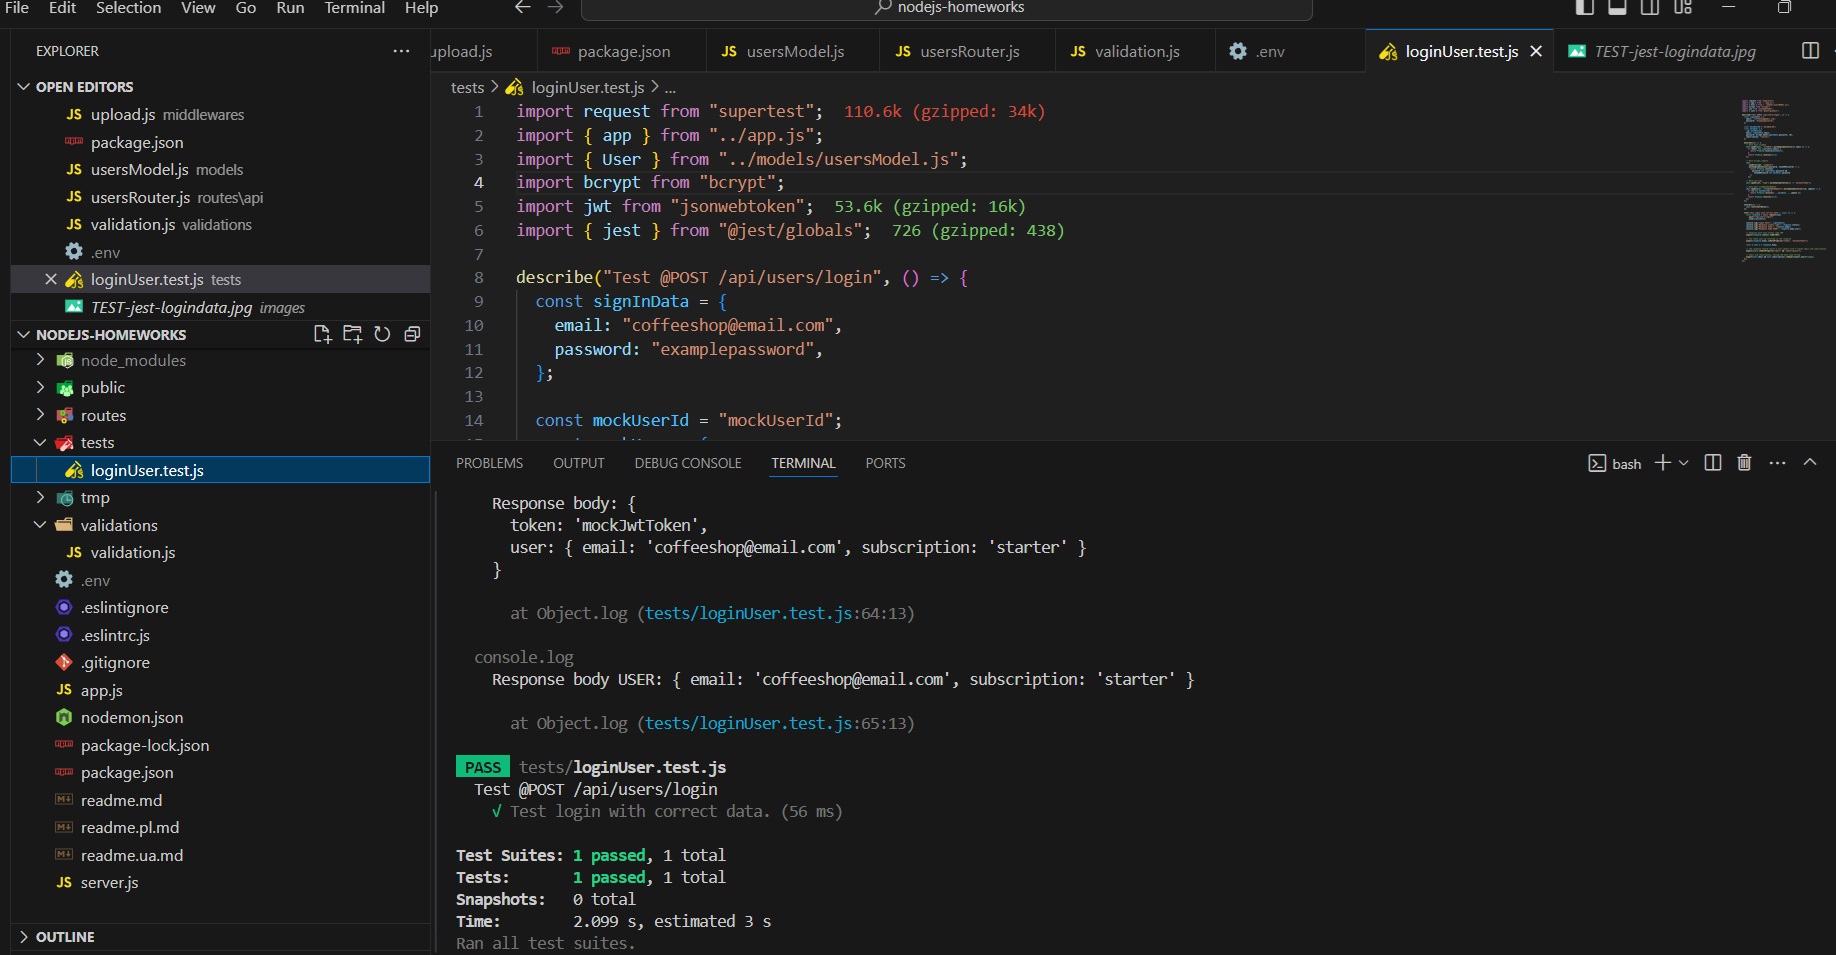 File Edit Selection View Go Run Terminal Help
nodejs-homeworks
EXPLORER
OPEN EDITORS
upload.js middlewares
package.json
usersModel.js models
usersRouter.js routes\api
validation.js validations
.env
loginUser.test.js tests
TEST-jest-logindata.jpg images
NODEJS-HOMEWORKS
node_modules
public
routes
tests
loginUser.test.js
tmp
validations
validation.js
.env
.eslintignore
.eslintrc.js
.gitignore
app.js
nodemon.json
package-lock.json
package.json
readme.md
readme.pl.md
readme.ua.md
server.js
OUTLINE
upload.js package.json usersModel.js usersRouter.js validation.js .env loginUser.test.js TEST-jest-logindata.jpg
tests > loginUser.test.js > ...
1 import request from "supertest"; 110.6k (gzipped: 34k)
2 import { app } from "../app.js";
3 import { User } from "../models/usersModel.js";
4 import bcrypt from "bcrypt";
5 import jwt from "jsonwebtoken"; 53.6k (gzipped: 16k)
6 import { jest } from "@jest/globals"; 726 (gzipped: 438)
7
8 describe("Test @POST /api/users/login", () => {
9 const signInData = {
10 email: "coffeeshop@email.com",
11 password: "examplepassword",
12 };
13
14 const mockUserId = "mockUserId";
PROBLEMS OUTPUT DEBUG CONSOLE TERMINAL PORTS
bash
Response body: {
token: 'mockJwtToken',
user: { email: 'coffeeshop@email.com', subscription: 'starter' }
}
at Object.log (tests/loginUser.test.js:64:13)
console.log
Response body USER: { email: 'coffeeshop@email.com', subscription: 'starter' }
at Object.log (tests/loginUser.test.js:65:13)
PASS tests/loginUser.test.js
Test @POST /api/users/login
√ Test login with correct data. (56 ms)
Test Suites: 1 passed, 1 total
Tests: 1 passed, 1 total
Snapshots: 0 total
Time: 2.099 s, estimated 3 s
Ran all test suites.